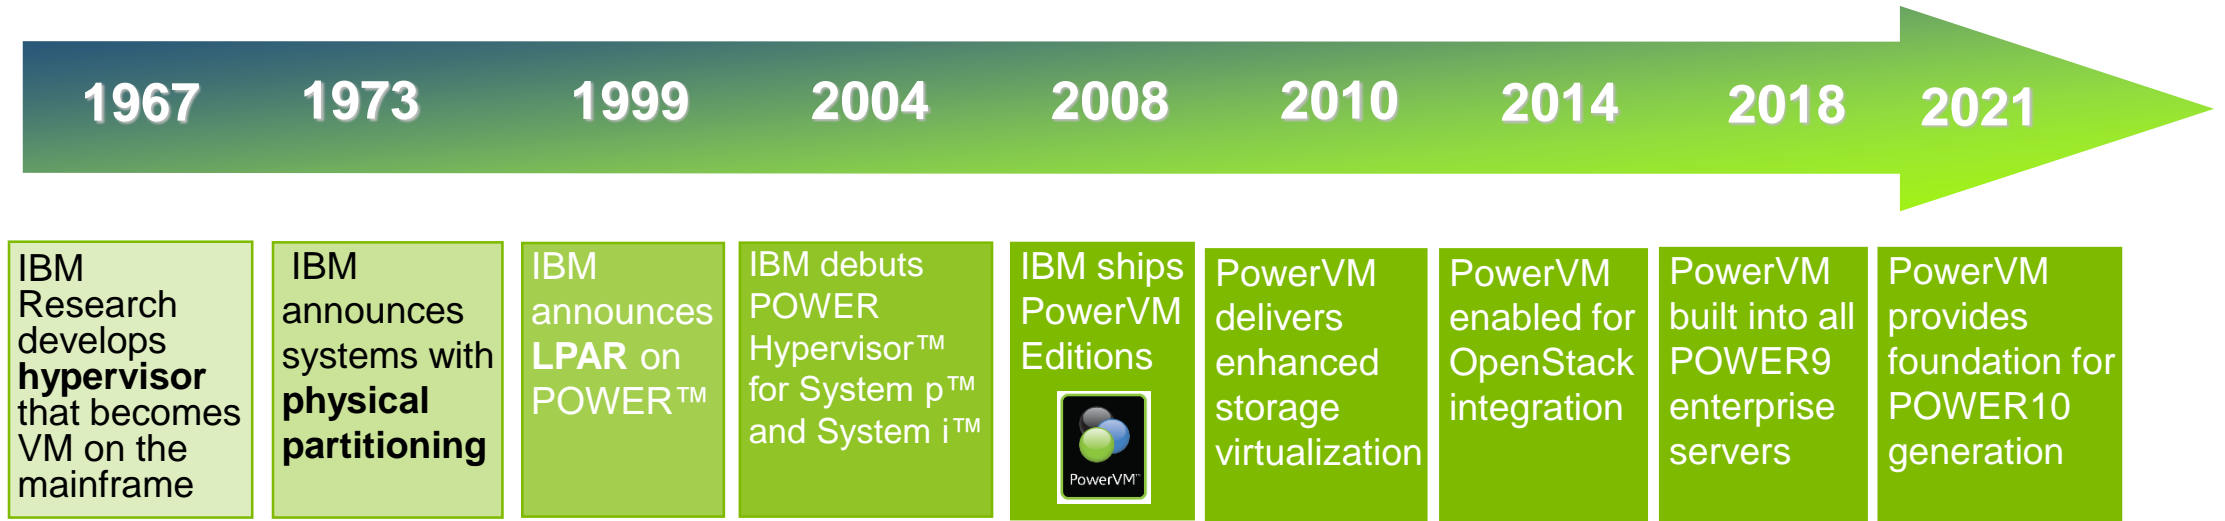 1967
1973
1999
2004
2008
2010
2014
2018
2021
IBM
Research
develops
hypervisor
that becomes
VM on the
mainframe
IBM
announces
systems with
physical
partitioning
IBM
announces
LPAR on
POWER™
IBM debuts
POWER
Hypervisor™
for System p™
and System i™
IBM ships
PowerVM
Editions
PowerVM™
PowerVM
delivers
enhanced
storage
virtualization
PowerVM
enabled for
OpenStack
integration
PowerVM
built into all
POWER9
enterprise
servers
PowerVM
provides
foundation for
POWER10
generation